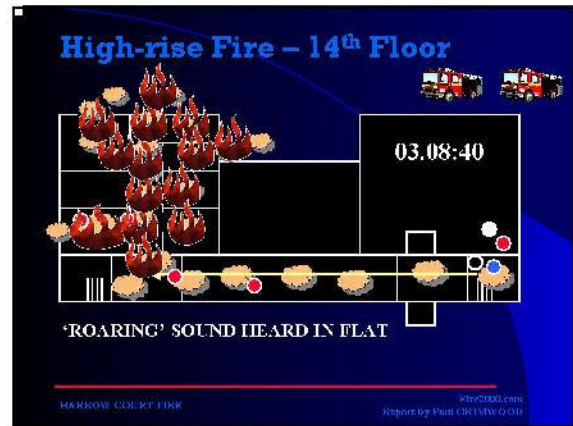 High-rise Fire – 14th Floor
03.08:40
'ROARING' SOUND HEARD IN FLAT
HARROW COURT FIRE
Fire2000.com
Report by Paul GRIMWOOD